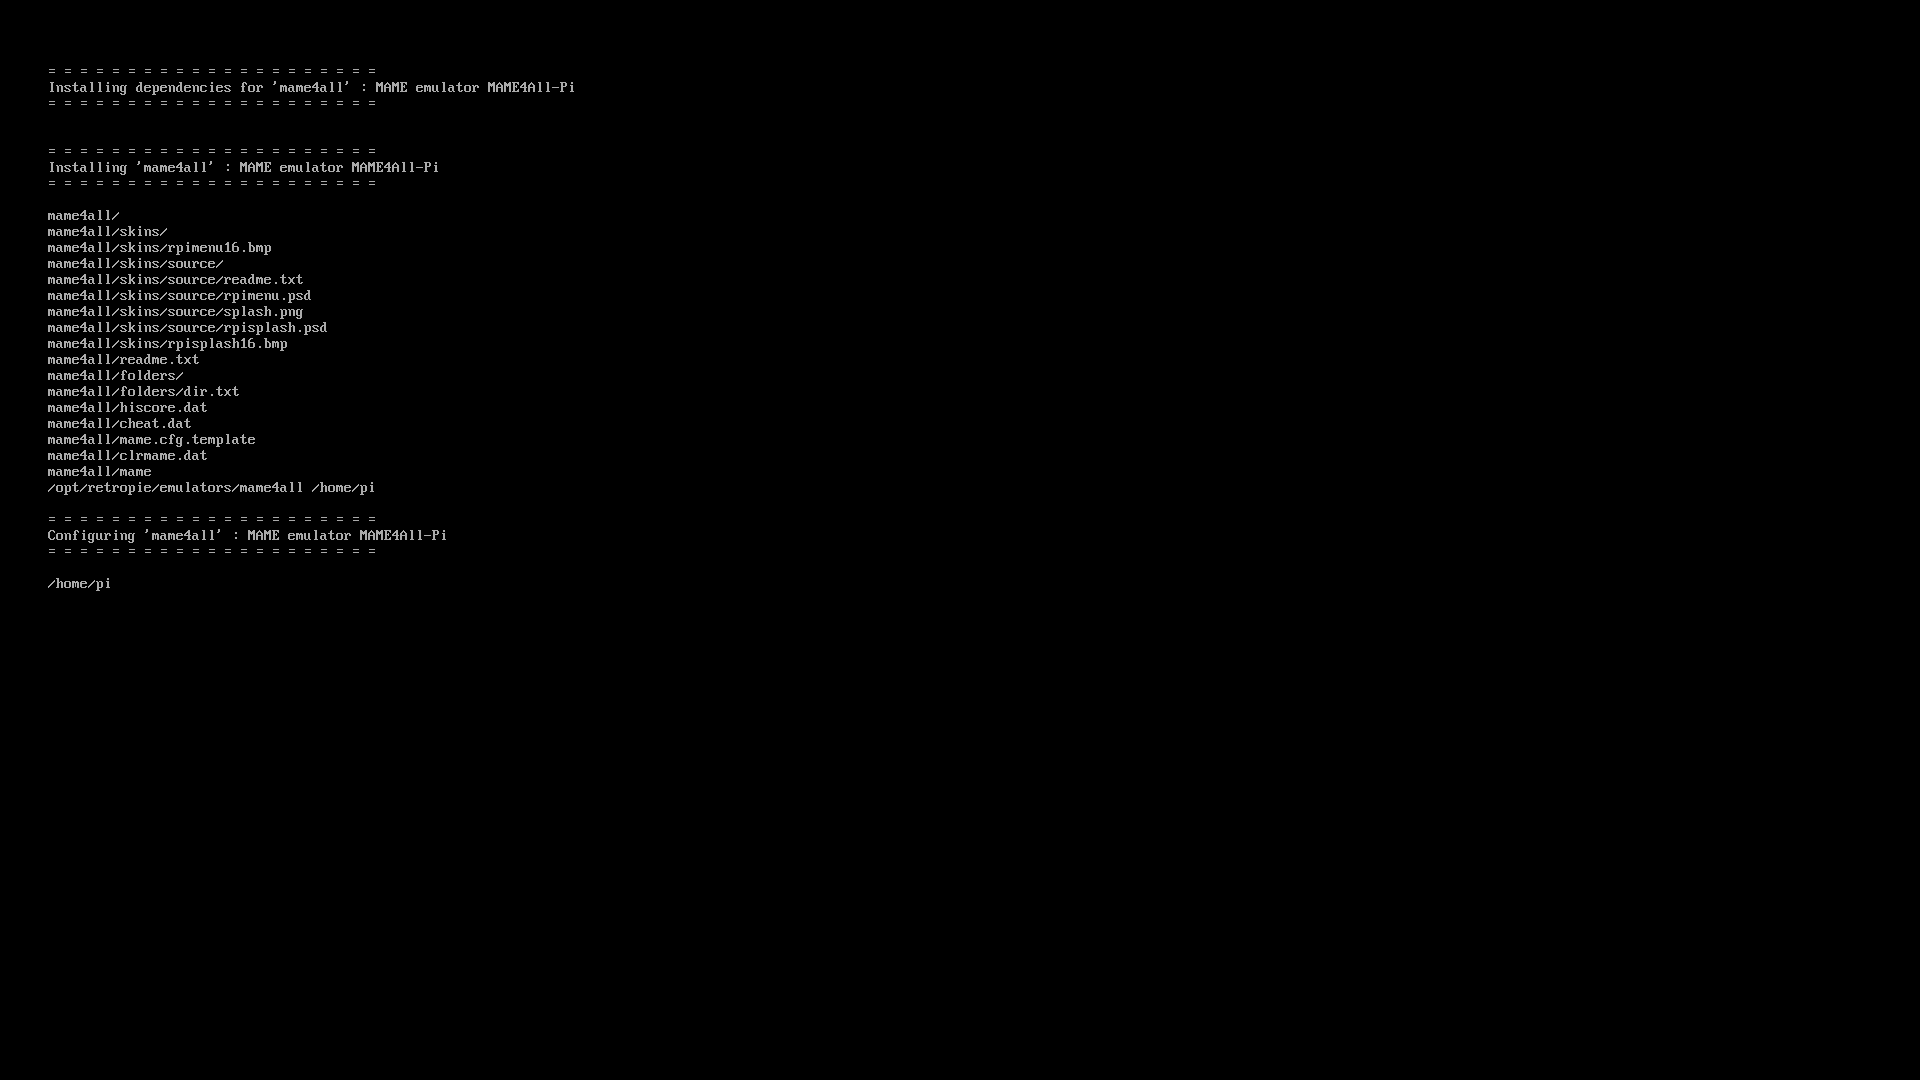 = = = = = = = = = = = = = = = = = = = = =
Installing dependencies for 'mame4all' : MAME emulator MAME4All-Pi
= = = = = = = = = = = = = = = = = = = = =
= = = = = = = = = = = = = = = = = = = = =
Installing 'mame4all' : MAME emulator MAME4All-Pi
= = = = = = = = = = = = = = = = = = = = =
mame4all/
mame4all/skins/
mame4all/skins/rpimenu16.bmp
mame4all/skins/source/
mame4all/skins/source/readme.txt
mame4all/skins/source/rpimenu.psd
mame4all/skins/source/splash.png
mame4all/skins/source/rpisplash.psd
mame4all/skins/rpisplash16.bmp
mame4all/readme.txt
mame4all/folders/
mame4all/folders/dir.txt
mame4all/hiscore.dat
mame4all/cheat.dat
mame4all/mame.cfg.template
mame4all/clrmame.dat
mame4all/mame
/opt/retropie/emulators/mame4all /home/pi
= = = = = = = = = = = = = = = = = = = = =
Configuring 'mame4all' : MAME emulator MAME4All-Pi
= = = = = = = = = = = = = = = = = = = = =
/home/pi